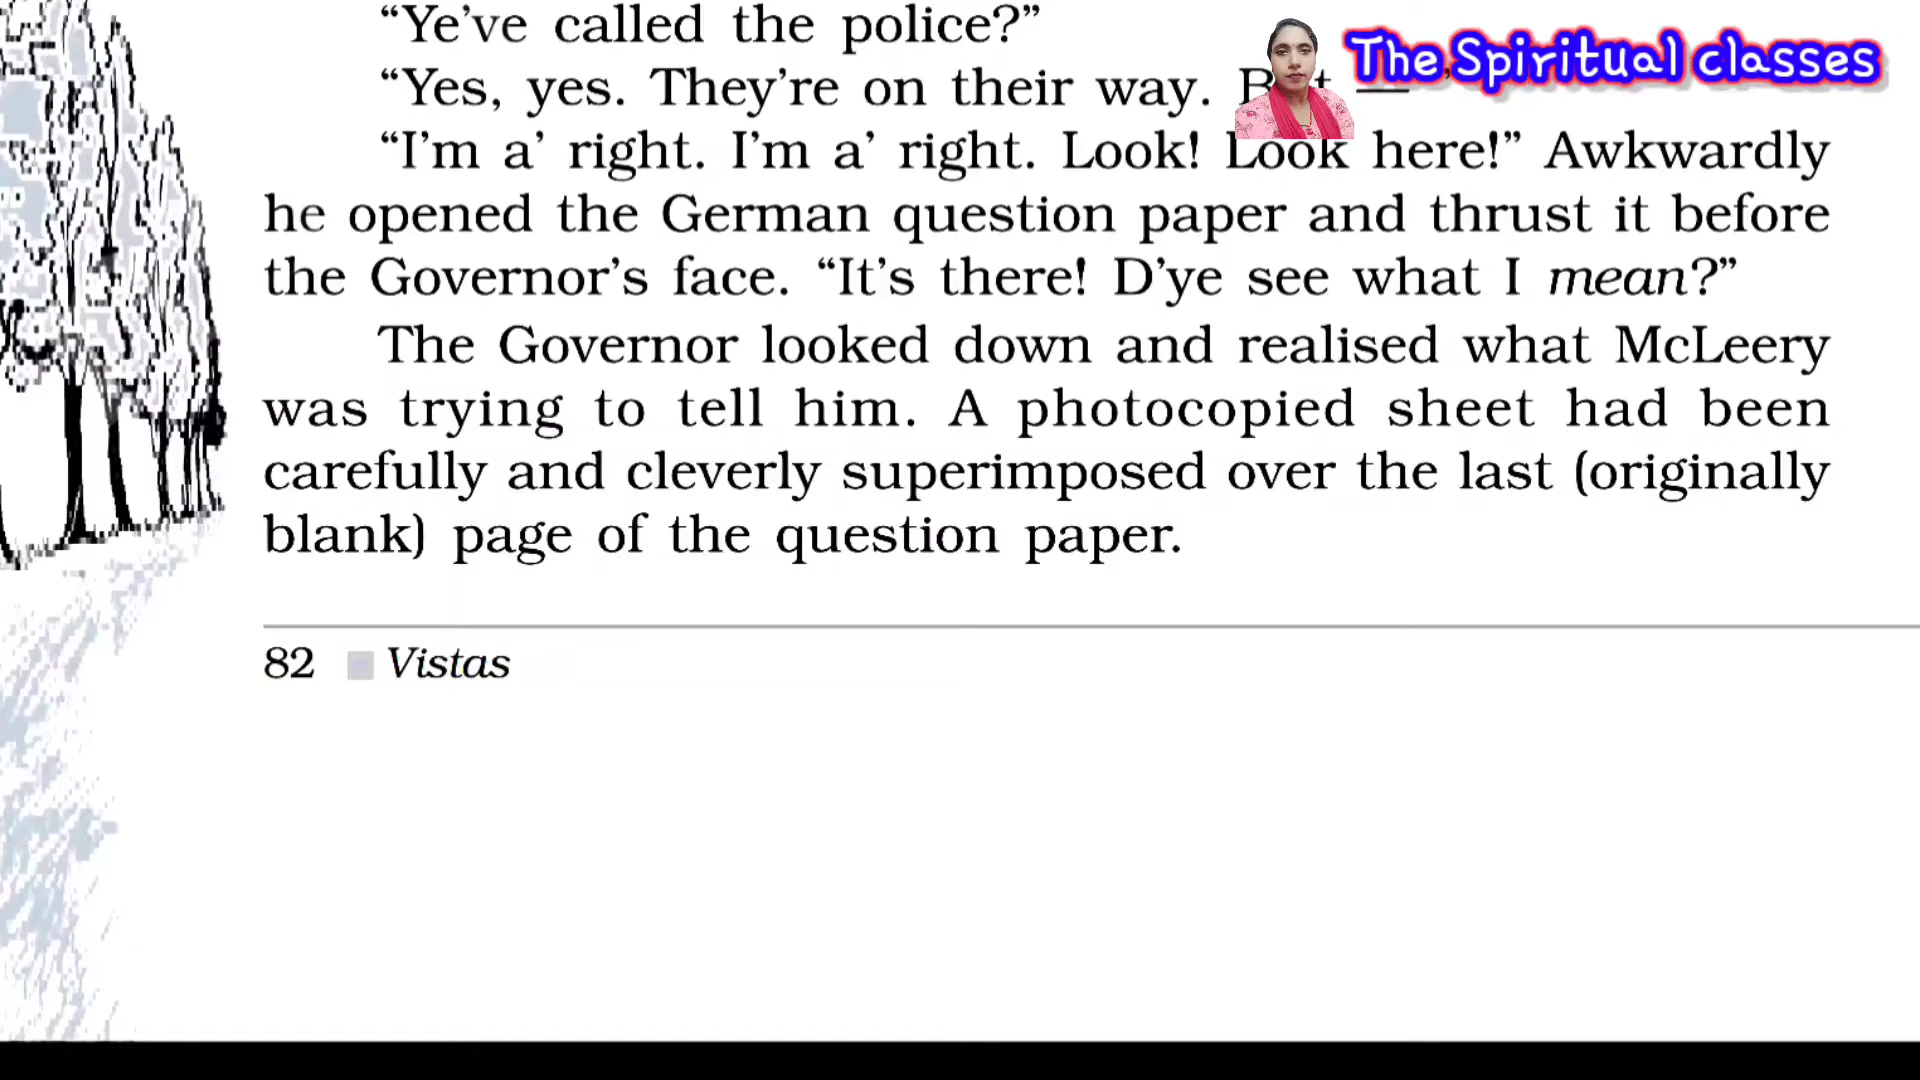 “Ye’ve called the police?”
“Yes, yes. They’re on their way.
The Spiritual classes
“I’m a’ right. I’m a’ right. Look! Look here!” Awkwardly
he opened the German question paper and thrust it before
the Governor’s face. “It’s there! D’ye see what I mean?”
The Governor looked down and realised what McLeery
was trying to tell him. A photocopied sheet had been
carefully and cleverly superimposed over the last (originally
blank) page of the question paper.
82 Vistas